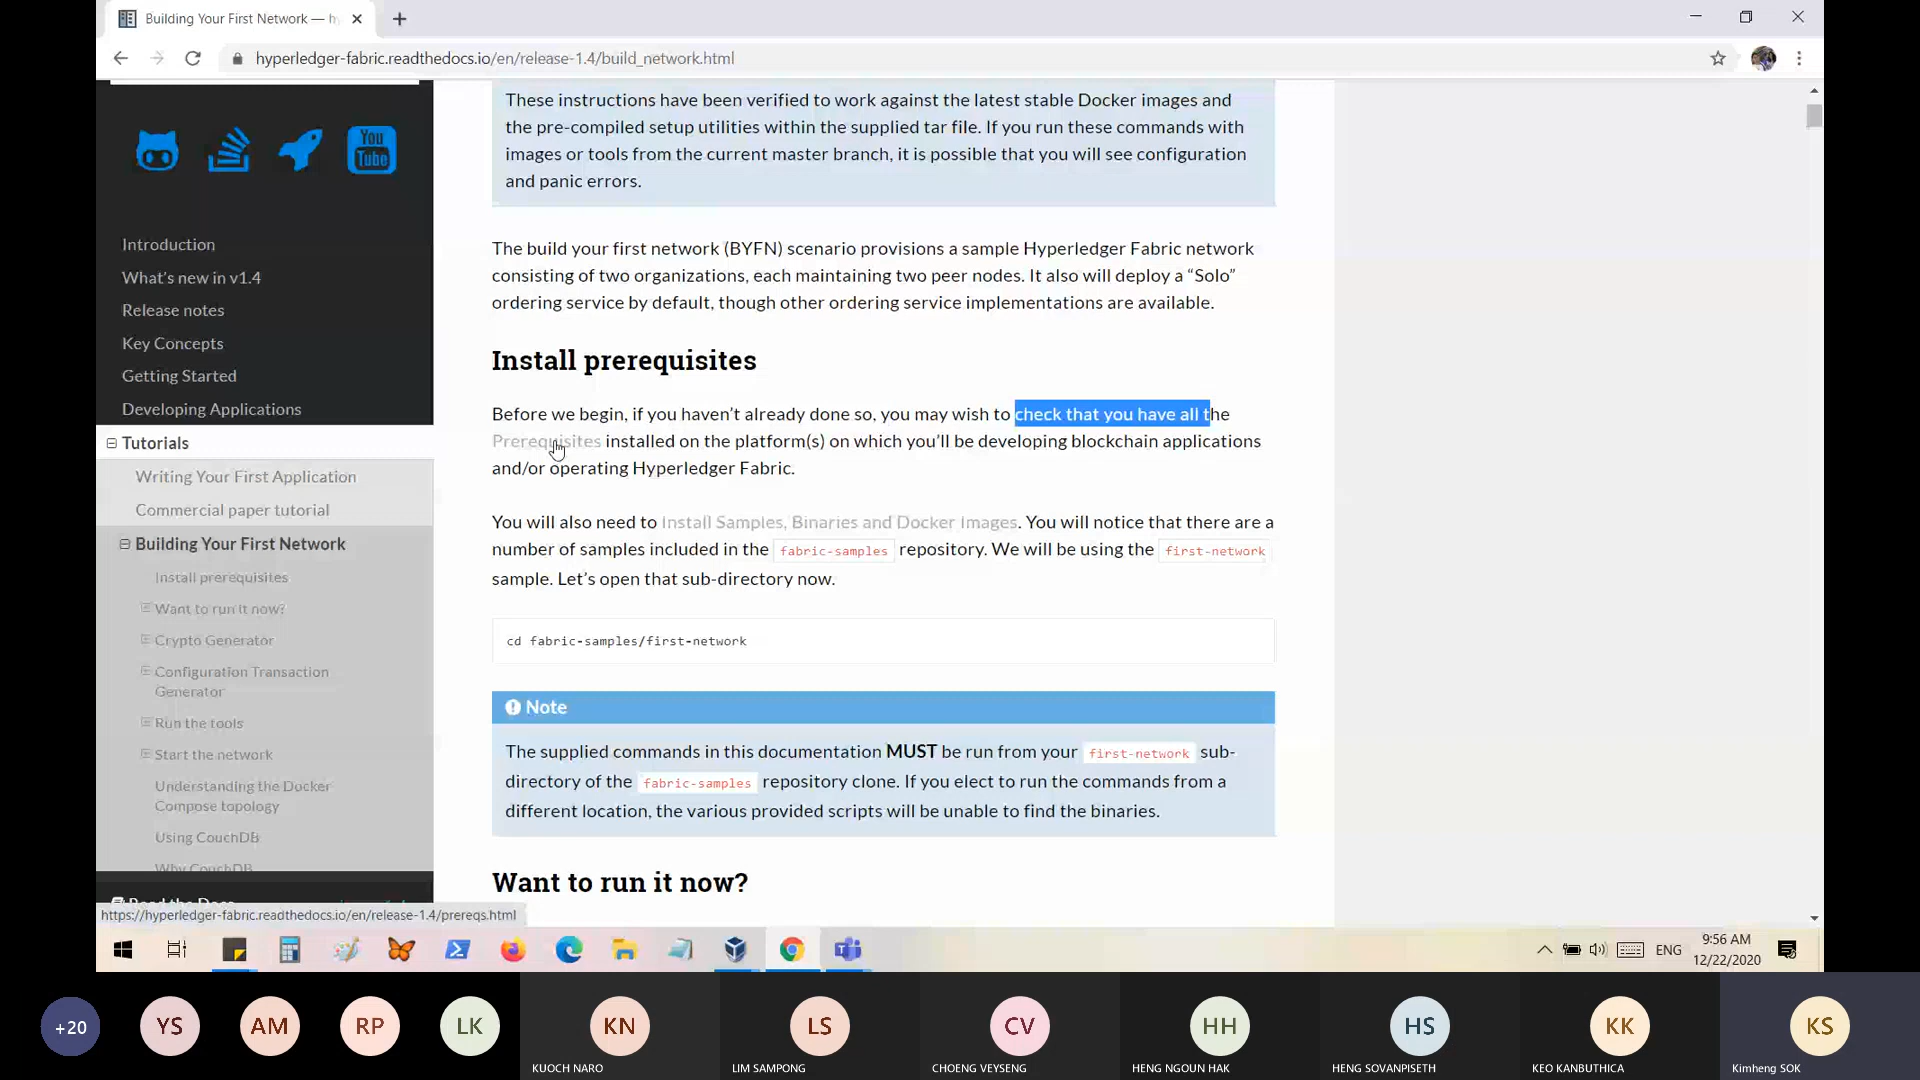 Building Your First Network — h
hyperledger-fabric.readthedocs.io/en/release-1.4/build_network.html
You
Tube
Introduction
What's new in v1.4
Release notes
Key Concepts
Getting Started
Developing Applications
Tutorials
Writing Your First Application
Commercial paper tutorial
Building Your First Network
Install prerequisites
Want to run it now?
Crypto Generator
Configuration Transaction
Generator
Run the tools
Start the network
Understanding the Docker
Compose topology
Using CouchDB
Why CouchDB
Read the Docs
https://hyperledger-fabric.readthedocs.io/en/release-1.4/prereqs.html
These instructions have been verified to work against the latest stable Docker images and
the pre-compiled setup utilities within the supplied tar file. If you run these commands with
images or tools from the current master branch, it is possible that you will see configuration
and panic errors.
The build your first network (BYFN) scenario provisions a sample Hyperledger Fabric network
consisting of two organizations, each maintaining two peer nodes. It also will deploy a “Solo”
ordering service by default, though other ordering service implementations are available.
Install prerequisites
Before we begin, if you haven't already done so, you may wish to check that you have all the
Prerequisites installed on the platform(s) on which you'll be developing blockchain applications
and/or operating Hyperledger Fabric.
You will also need to Install Samples, Binaries and Docker Images. You will notice that there are a
number of samples included in the fabric-samples repository. We will be using the first-network
sample. Let's open that sub-directory now.
cd fabric-samples/first-network
Note
The supplied commands in this documentation MUST be run from your first-network sub-
directory of the fabric-samples repository clone. If you elect to run the commands from a
different location, the various provided scripts will be unable to find the binaries.
Want to run it now?
ENG
9:56 AM
12/22/2020
+20
YS
AM
RP
LK
KN
KUOCH NARO
LS
LIM SAMPONG
CV
CHOENG VEYSENG
HH
HENG NGOUN HAK
HS
HENG SOVANPISETH
KK
KEO KANBUTHICA
KS
Kimheng SOK